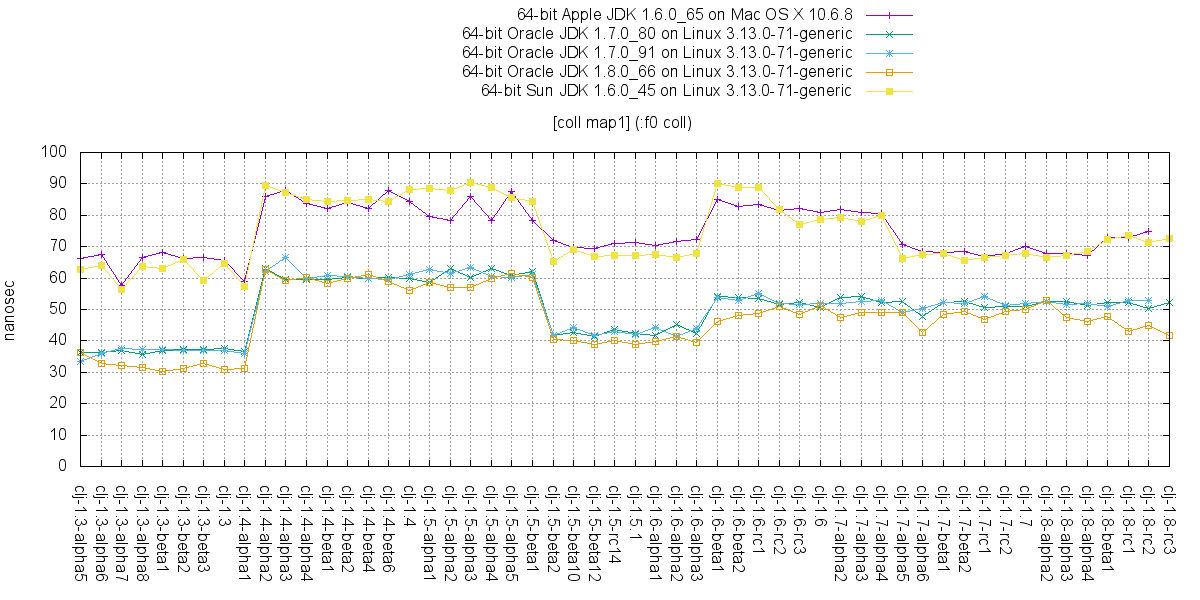 64-bit Apple JDK 1.6.0_65 on Mac OS X 10.6.8
64-bit Oracle JDK 1.7.0_80 on Linux 3.13.0-71-generic
64-bit Oracle JDK 1.7.0_91 on Linux 3.13.0-71-generic
64-bit Oracle JDK 1.8.0_66 on Linux 3.13.0-71-generic
64-bit Sun JDK 1.6.0_45 on Linux 3.13.0-71-generic
[coll map1] (:f0 coll)
100
90
80
70
60
50
40
30
20
10
0
nanosec
clj-1.3-alpha5
clj-1.3-alpha6
clj-1.3-alpha7
clj-1.3-alpha8
clj-1.3-beta1
clj-1.3-beta2
clj-1.3-beta3
clj-1.3
clj-1.4-alpha1
clj-1.4-alpha2
clj-1.4-alpha3
clj-1.4-alpha4
clj-1.4-beta1
clj-1.4-beta2
clj-1.4-beta4
clj-1.4-beta6
clj-1.4
clj-1.5-alpha1
clj-1.5-alpha2
clj-1.5-alpha3
clj-1.5-alpha4
clj-1.5-alpha5
clj-1.5-beta1
clj-1.5-beta2
clj-1.5-beta10
clj-1.5-beta12
clj-1.5-rc14
clj-1.5.1
clj-1.6-alpha1
clj-1.6-alpha2
clj-1.6-alpha3
clj-1.6-beta1
clj-1.6-beta2
clj-1.6-rc1
clj-1.6-rc2
clj-1.6-rc3
clj-1.6
clj-1.7-alpha2
clj-1.7-alpha3
clj-1.7-alpha4
clj-1.7-alpha5
clj-1.7-alpha6
clj-1.7-beta1
clj-1.7-beta2
clj-1.7-rc1
clj-1.7-rc2
clj-1.7
clj-1.8-alpha2
clj-1.8-alpha3
clj-1.8-alpha4
clj-1.8-beta1
clj-1.8-rc1
clj-1.8-rc2
clj-1.8-rc3